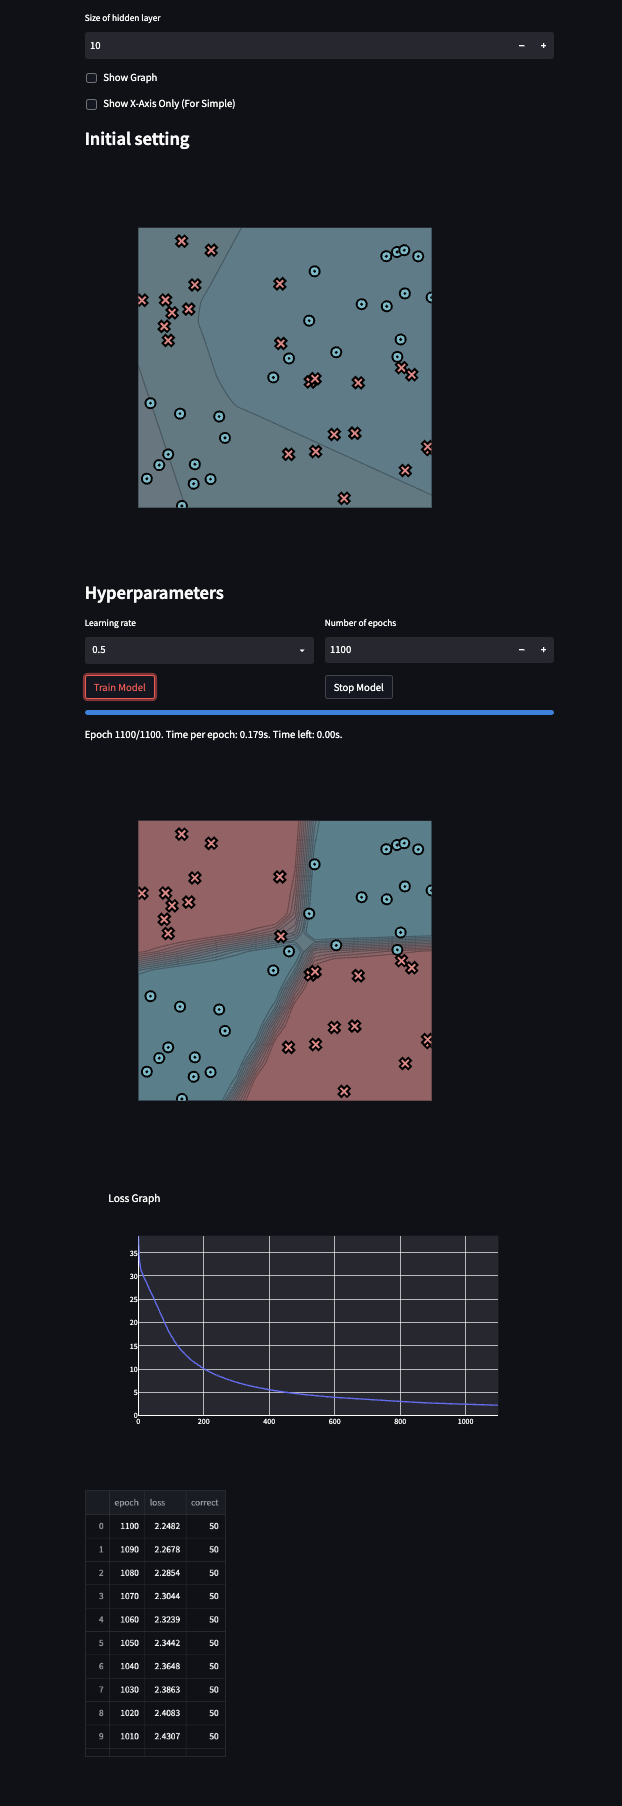 Size of hidden layer
10 − +
Show Graph
Show X-Axis Only (For Simple)
Initial setting
Hyperparameters
Learning rate Number of epochs
0.5 1100 − +
Train Model Stop Model
Epoch 1100/1100. Time per epoch: 0.179s. Time left: 0.00s.
Loss Graph
35
30
25
20
15
10
5
0
0 200 400 600 800 1000
epoch loss correct
0 1100 2.2482 50
1 1090 2.2678 50
2 1080 2.2854 50
3 1070 2.3044 50
4 1060 2.3239 50
5 1050 2.3442 50
6 1040 2.3648 50
7 1030 2.3863 50
8 1020 2.4083 50
9 1010 2.4307 50